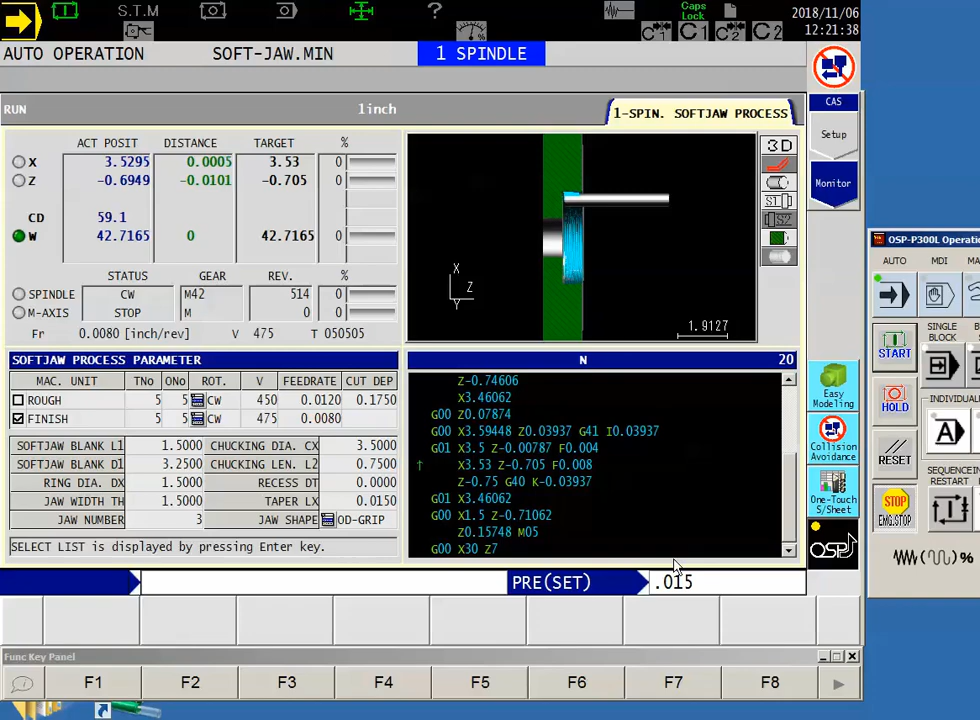 S.T.M
?
Caps Lock
C1 C1 C2 C2
2018/11/06
12:21:38
AUTO OPERATION SOFT-JAW.MIN 1 SPINDLE
RUN 1inch 1-SPIN. SOFTJAW PROCESS
CAS
Setup
Monitor
ACT POSIT DISTANCE TARGET %
X 3.5295 0.0005 3.53 0
Z -0.6949 -0.0101 -0.705 0
CD 59.1
W 42.7165 0 42.7165 0
STATUS GEAR REV. %
SPINDLE CW M42 514 0
M-AXIS STOP M 0 0
Fr 0.0080 [inch/rev] V 475 T 050505
3D
S1
S2
X
Z
Y
1.9127
SOFTJAW PROCESS PARAMETER
MAC. UNIT TNo ONo ROT. V FEEDRATE CUT DEP
ROUGH 5 5 CW 450 0.0120 0.1750
FINISH 5 5 CW 475 0.0080
SOFTJAW BLANK L1 1.5000 CHUCKING DIA. CX 3.5000
SOFTJAW BLANK D1 3.2500 CHUCKING LEN. L2 0.7500
RING DIA. DX 1.5000 RECESS DT 0.0000
JAW WIDTH TH 1.5000 TAPER LX 0.0150
JAW NUMBER 3 JAW SHAPE OD-GRIP
SELECT LIST is displayed by pressing Enter key.
N 20
Z-0.74606
X3.46062
G00 Z0.07874
G00 X3.59448 Z0.03937 G41 I0.03937
G01 X3.5 Z-0.00787 F0.004
X3.53 Z-0.705 F0.008
Z-0.75 G40 K-0.03937
G01 X3.46062
G00 X1.5 Z-0.71062
Z0.15748 M05
G00 X30 Z7
Easy Modeling
Collision Avoidance
One-Touch S/Sheet
OSP
PRE(SET) .015
Func Key Panel
F1 F2 F3 F4 F5 F6 F7 F8
OSP-P300L Operatio
AUTO MDI MA
START
SINGLE BLOCK
HOLD
INDIVIDUAL
A
RESET
SEQUENCE
RESTART
STOP
EMG.STOP
%